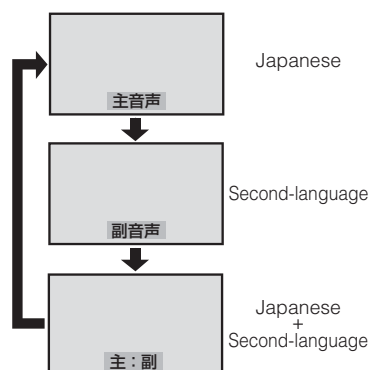 主音声
Japanese
副音声
Second-language
主：副
Japanese
+
Second-language